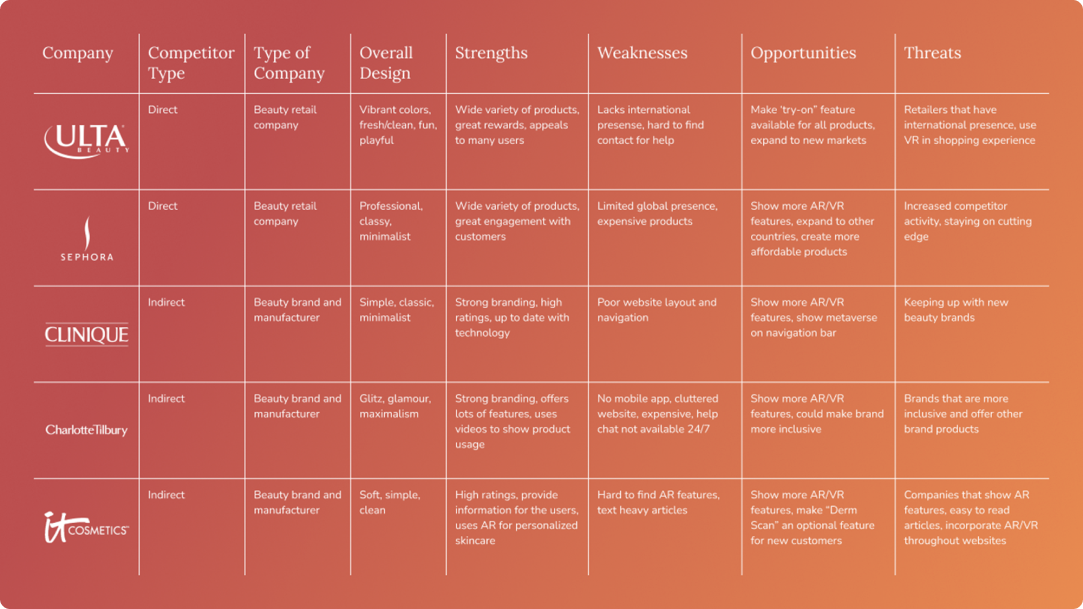 Company
Competitor
Type
Type of
Company
Overall
Design
Strengths
Weaknesses
Opportunities
Threats
ULTA
BEAUTY
Direct
Beauty retail
company
Vibrant colors,
fresh/clean, fun,
playful
Wide variety of products,
great rewards, appeals
to many users
Lacks international
presense, hard to find
contact for help
Make ‘try-on” feature
available for all products,
expand to new markets
Retailers that have
international presence, use
VR in shopping experience
SEPHORA
Direct
Beauty retail
company
Professional,
classy,
minimalist
Wide variety of products,
great engagement with
customers
Limited global presence,
expensive products
Show more AR/VR
features, expand to other
countries, create more
affordable products
Increased competitor
activity, staying on cutting
edge
CLINIQUE
Indirect
Beauty brand and
manufacturer
Simple, classic,
minimalist
Strong branding, high
ratings, up to date with
technology
Poor website layout and
navigation
Show more AR/VR
features, show metaverse
on navigation bar
Keeping up with new
beauty brands
CharlotteTilbury
Indirect
Beauty brand and
manufacturer
Glitz, glamour,
maximalism
Strong branding, offers
lots of features, uses
videos to show product
usage
No mobile app, cluttered
website, expensive, help
chat not available 24/7
Show more AR/VR
features, could make brand
more inclusive
Brands that are more
inclusive and offer other
brand products
it COSMETICS™
Indirect
Beauty brand and
manufacturer
Soft, simple,
clean
High ratings, provide
information for the users,
uses AR for personalized
skincare
Hard to find AR features,
text heavy articles
Show more AR/VR
features, make “Derm
Scan” an optional feature
for new customers
Companies that show AR
features, easy to read
articles, incorporate AR/VR
throughout websites